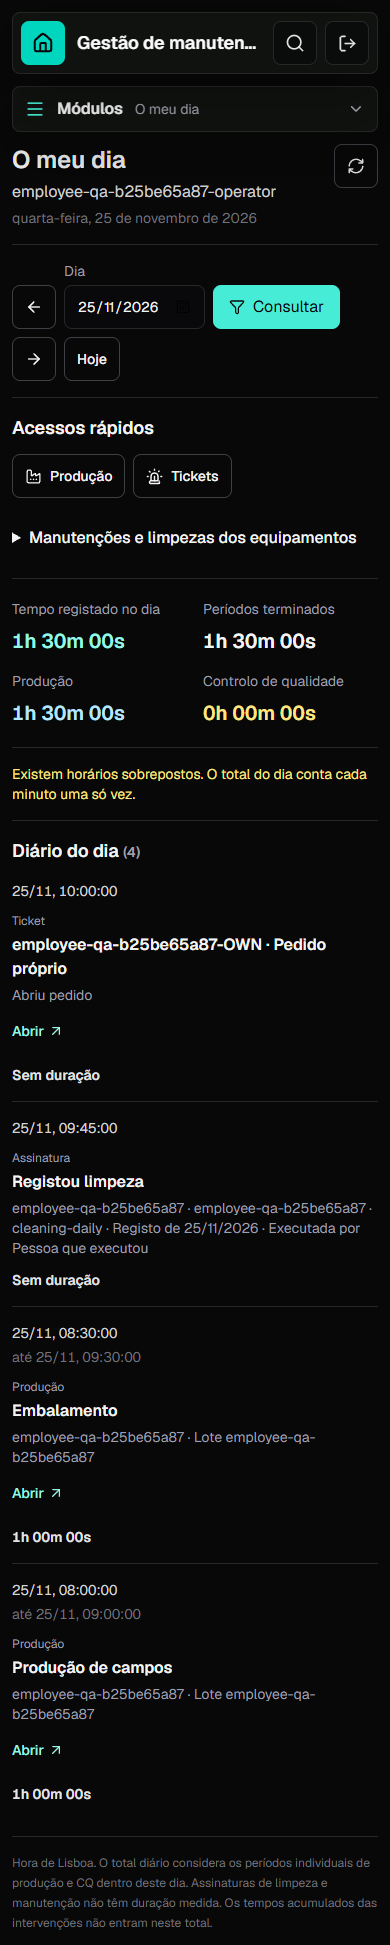 Gestão de manuten...
Módulos O meu dia
O meu dia
employee-qa-b25be65a87-operator
quarta-feira, 25 de novembro de 2026
Dia
25/11/2026
Consultar
Hoje
Acessos rápidos
Produção
Tickets
Manutenções e limpezas dos equipamentos
Tempo registado no dia
1h 30m 00s
Períodos terminados
1h 30m 00s
Produção
1h 30m 00s
Controlo de qualidade
0h 00m 00s
Existem horários sobrepostos. O total do dia conta cada
minuto uma só vez.
Diário do dia (4)
25/11, 10:00:00
Ticket
employee-qa-b25be65a87-OWN · Pedido
próprio
Abriu pedido
Abrir
Sem duração
25/11, 09:45:00
Assinatura
Registou limpeza
employee-qa-b25be65a87 · employee-qa-b25be65a87 ·
cleaning-daily · Registo de 25/11/2026 · Executada por
Pessoa que executou
Sem duração
25/11, 08:30:00
até 25/11, 09:30:00
Produção
Embalamento
employee-qa-b25be65a87 · Lote employee-qa-
b25be65a87
Abrir
1h 00m 00s
25/11, 08:00:00
até 25/11, 09:00:00
Produção
Produção de campos
employee-qa-b25be65a87 · Lote employee-qa-
b25be65a87
Abrir
1h 00m 00s
Hora de Lisboa. O total diário considera os períodos individuais de
produção e CQ dentro deste dia. Assinaturas de limpeza e
manutenção não têm duração medida. Os tempos acumulados das
intervenções não entram neste total.